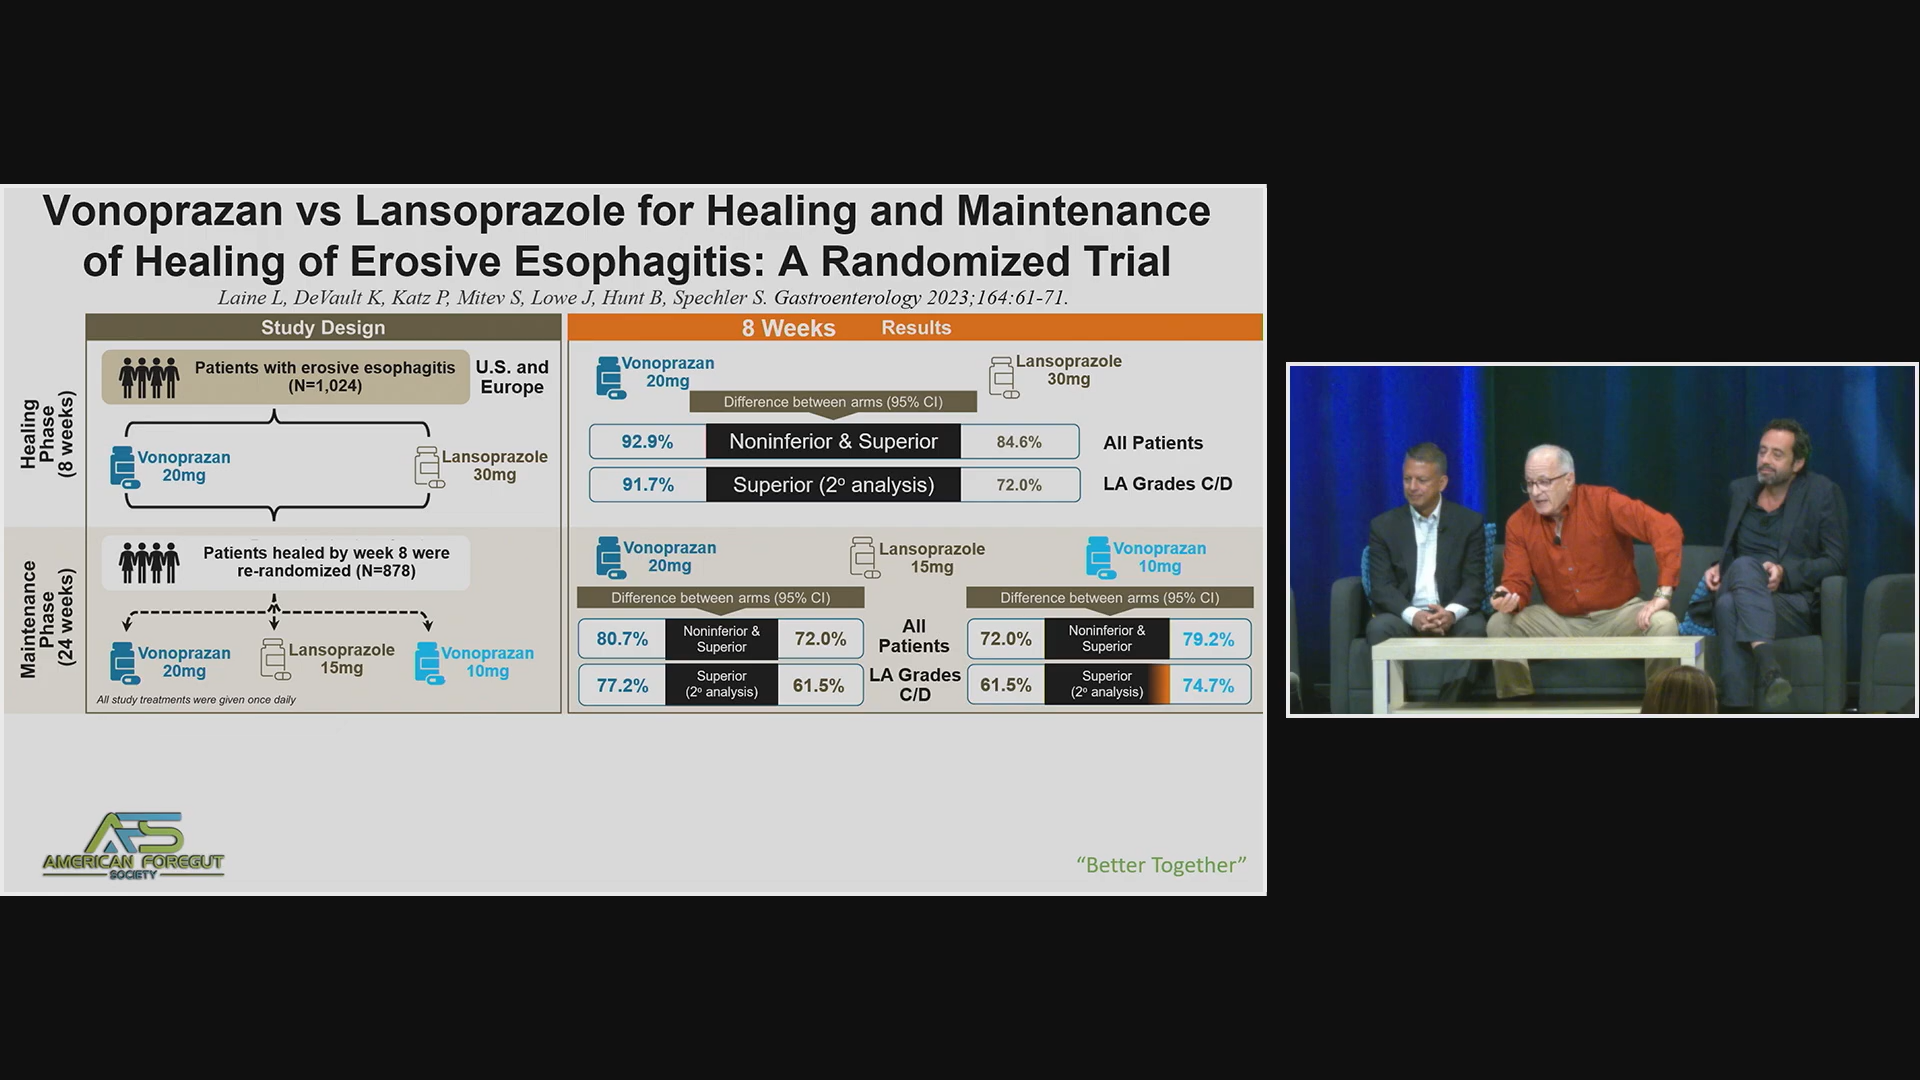 Vonoprazan vs Lansoprazole for Healing and Maintenance
of Healing of Erosive Esophagitis: A Randomized Trial
Laine L, DeVault K, Katz P, Mitev S, Lowe J, Hunt B, Spechler S. Gastroenterology 2023;164:61-71.
Study Design
8 Weeks Results
Healing
Phase
(8 weeks)
Patients with erosive esophagitis
(N=1,024)
U.S. and
Europe
Vonoprazan
20mg
Lansoprazole
30mg
Vonoprazan
20mg
Lansoprazole
30mg
Difference between arms (95% CI)
92.9% Noninferior & Superior 84.6% All Patients
91.7% Superior (2º analysis) 72.0% LA Grades C/D
Maintenance
Phase
(24 weeks)
Patients healed by week 8 were
re-randomized (N=878)
Vonoprazan
20mg
Lansoprazole
15mg
Vonoprazan
10mg
All study treatments were given once daily
Vonoprazan
20mg
Lansoprazole
15mg
Vonoprazan
10mg
Difference between arms (95% CI)
Difference between arms (95% CI)
80.7% Noninferior &
Superior 72.0%
All
Patients
72.0% Noninferior &
Superior 79.2%
77.2% Superior
(2º analysis) 61.5%
LA Grades
C/D
61.5% Superior
(2º analysis) 74.7%
AFS
AMERICAN FOREGUT
SOCIETY
“Better Together”